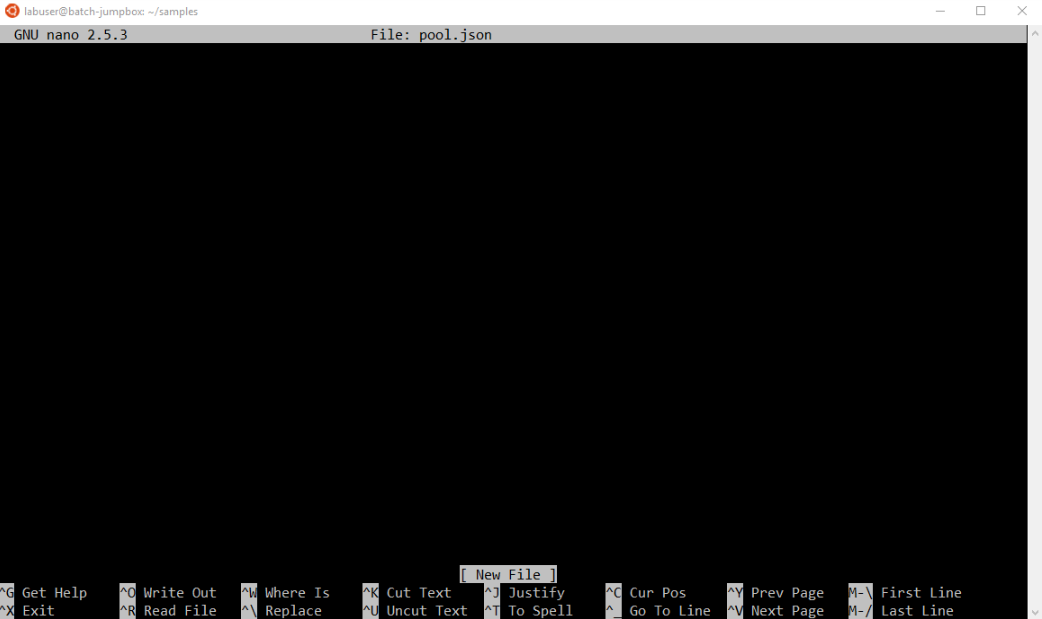 labuser@batch-jumpbox: ~/samples
GNU nano 2.5.3 File: pool.json
[ New File ]
^G Get Help ^O Write Out ^W Where Is ^K Cut Text ^J Justify ^C Cur Pos ^Y Prev Page M-\ First Line
^X Exit ^R Read File ^\ Replace ^U Uncut Text ^T To Spell ^_ Go To Line ^V Next Page M-/ Last Line